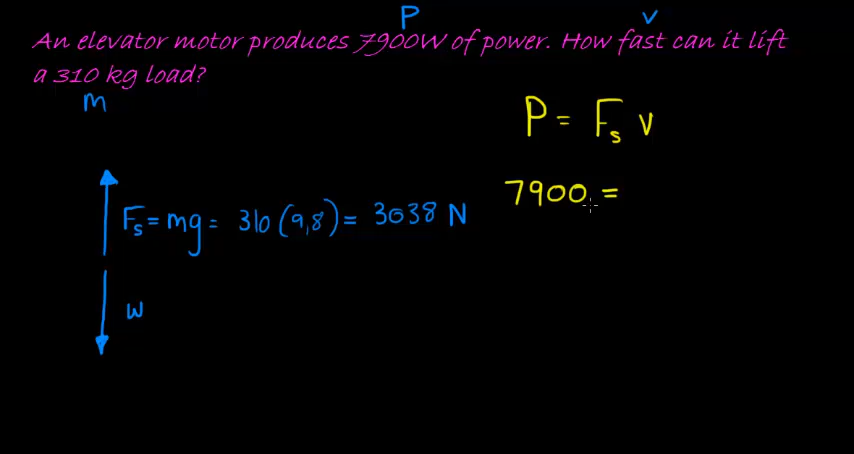 P v
An elevator motor produces 7900W of power. How fast can it lift
a 310 kg load?
m
P = Fs v
7900 =
Fs = mg = 310 (9,8) = 3038 N
w